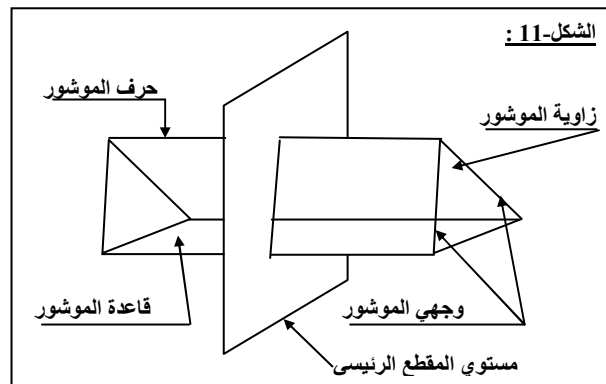 الشكل-11 :
حرف الموشور
زاوية الموشور
قاعدة الموشور
وجهي الموشور
مستوي المقطع الرئيسي